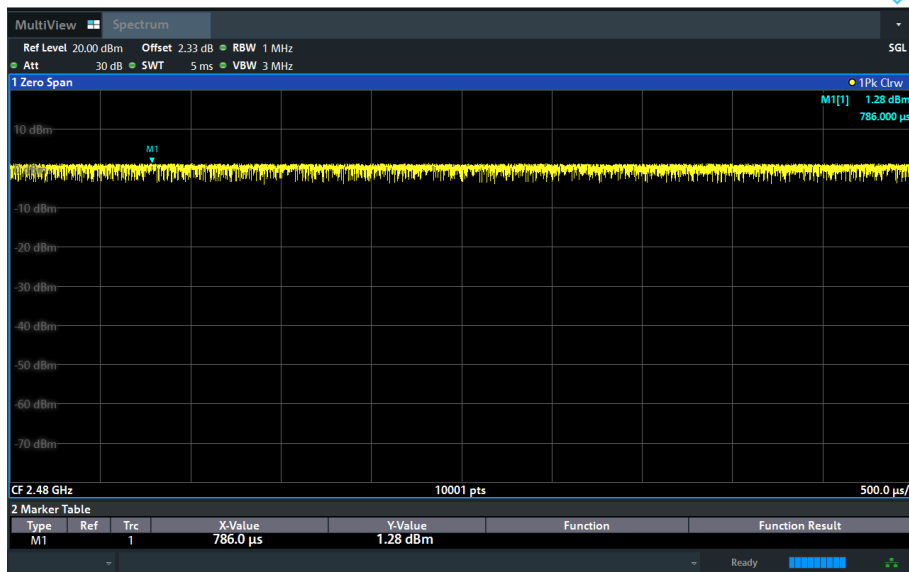 MultiView Spectrum
Ref Level 20.00 dBm Offset 2.33 dB RBW 1 MHz SGL
Att 30 dB SWT 5 ms VBW 3 MHz
1 Zero Span 1Pk Clrw
M1[1] 1.28 dBm
786.000 µs
10 dBm
M1
-10 dBm
-20 dBm
-30 dBm
-40 dBm
-50 dBm
-60 dBm
-70 dBm
CF 2.48 GHz 10001 pts 500.0 µs/
2 Marker Table
Type Ref Trc X-Value Y-Value Function Function Result
M1 1 786.0 µs 1.28 dBm
Ready